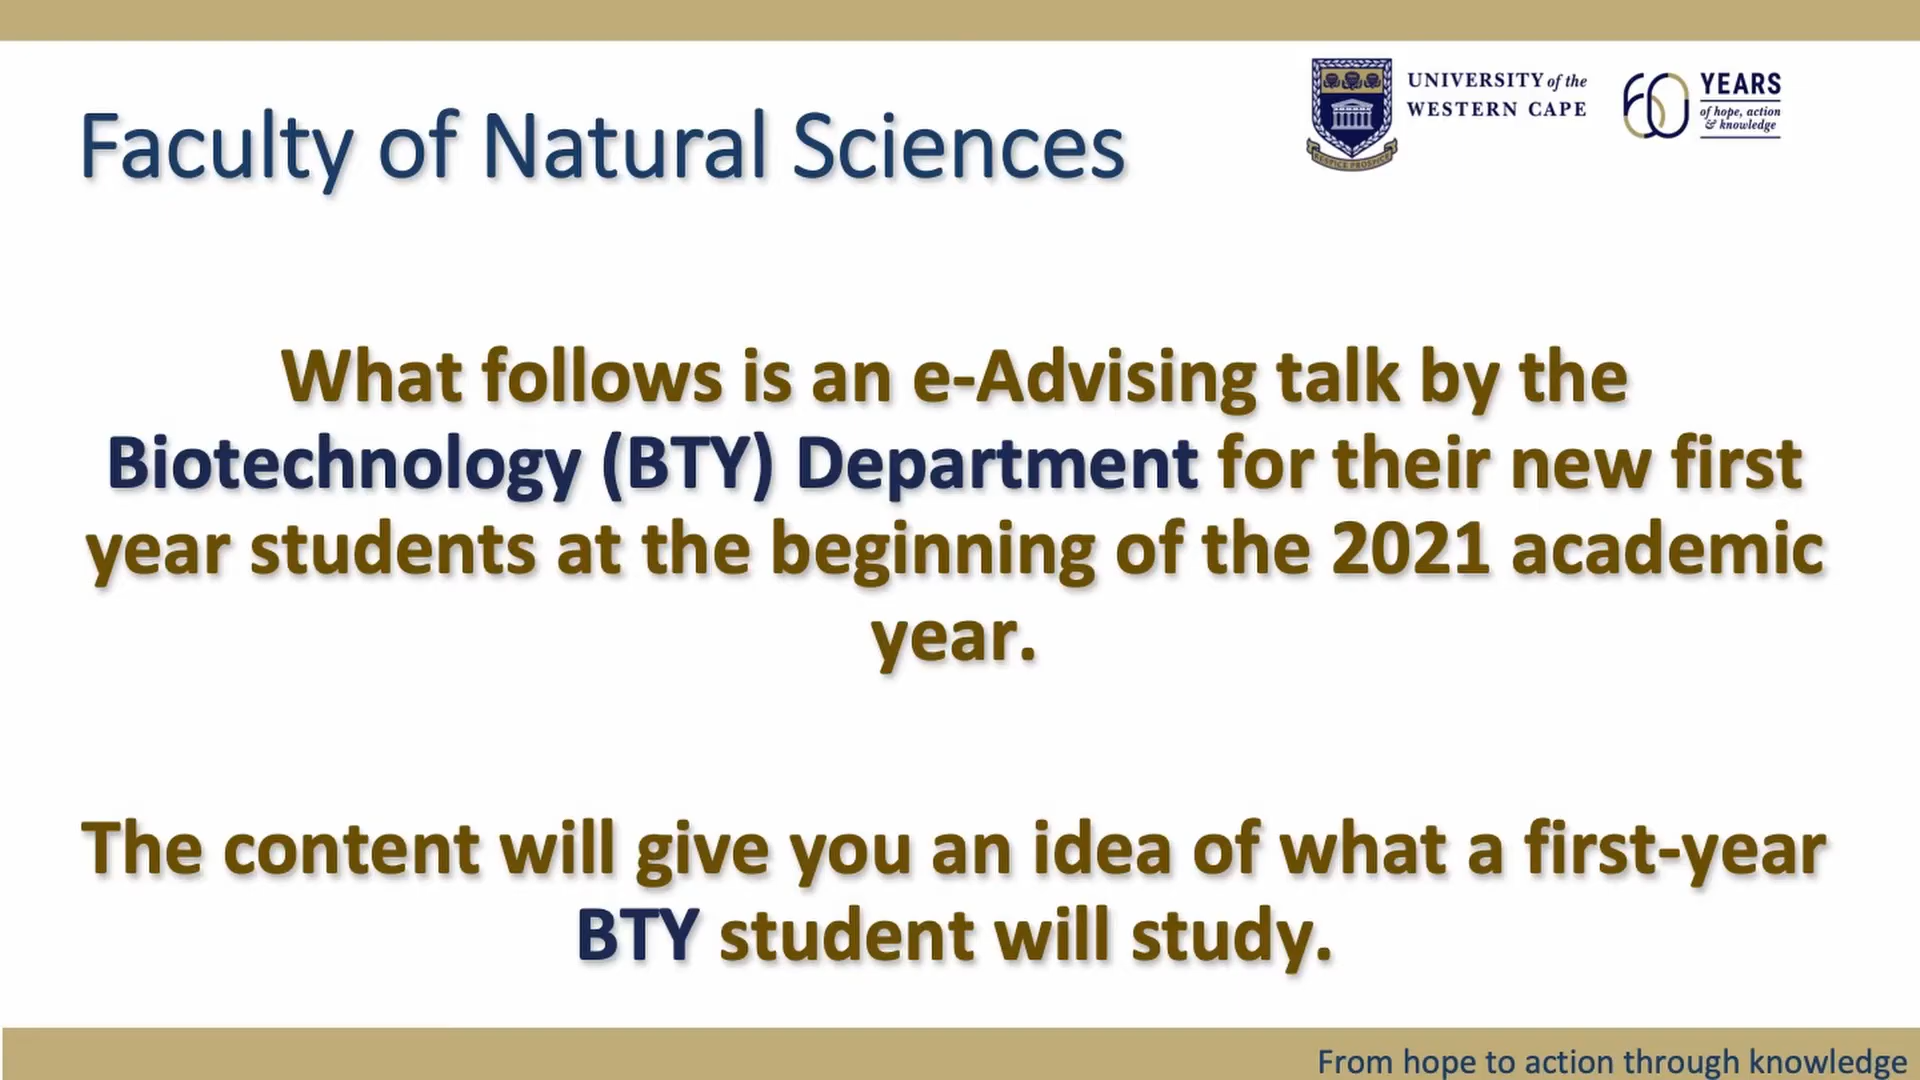 UNIVERSITY of the
WESTERN CAPE
RESPICE PROSPICE
60 YEARS
of hope, action
& knowledge
Faculty of Natural Sciences
What follows is an e-Advising talk by the
Biotechnology (BTY) Department for their new first
year students at the beginning of the 2021 academic
year.
The content will give you an idea of what a first-year
BTY student will study.
From hope to action through knowledge